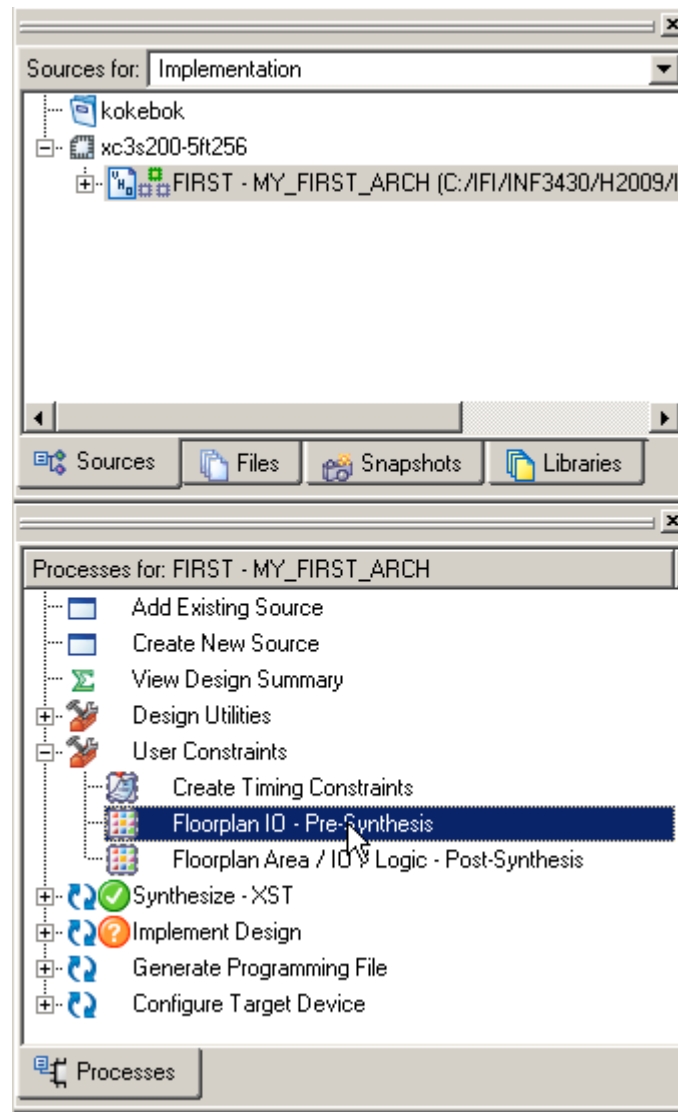 Sources for: Implementation
kokebok
xc3s200-5ft256
FIRST - MY_FIRST_ARCH (C:/IFI/INF3430/H2009/
Sources Files Snapshots Libraries
Processes for: FIRST - MY_FIRST_ARCH
Add Existing Source
Create New Source
View Design Summary
Design Utilities
User Constraints
Create Timing Constraints
Floorplan IO - Pre-Synthesis
Floorplan Area / IO / Logic - Post-Synthesis
Synthesize - XST
Implement Design
Generate Programming File
Configure Target Device
Processes